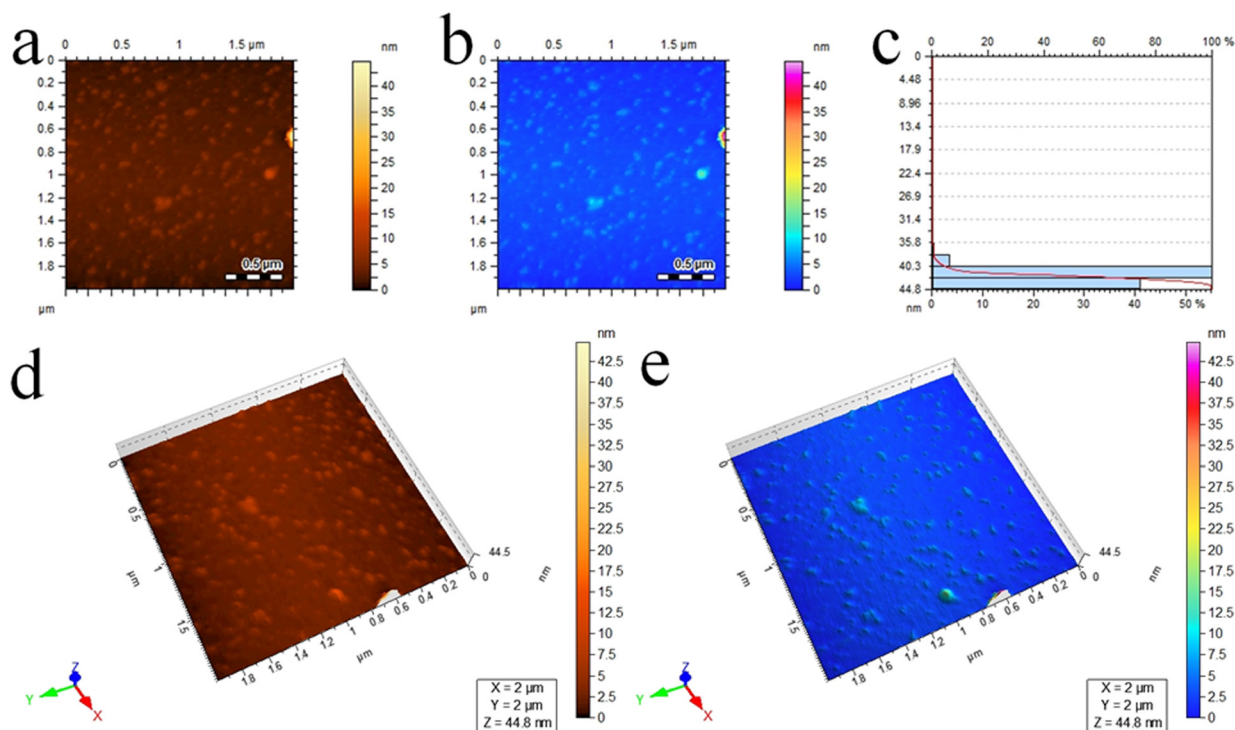 a
0 0.5 1 1.5 µm
nm
0
0.2
0.4
0.6
0.8
1
1.2
1.4
1.6
1.8
µm
0.5 µm
40
35
30
25
20
15
10
5
0
b
0 0.5 1 1.5 µm
nm
0
0.2
0.4
0.6
0.8
1
1.2
1.4
1.6
1.8
µm
0.5 µm
40
35
30
25
20
15
10
5
0
c
0 20 40 60 80 100 %
0
4.48
8.96
13.4
17.9
22.4
26.9
31.4
35.8
40.3
44.8
nm
0 10 20 30 40 50 %
d
0
0.5
1
1.5
µm
1.8 1.6 1.4 1.2 1 0.8 0.6 0.4 0.2 0
µm
44.5
0
nm
Z
Y
X
X = 2 µm
Y = 2 µm
Z = 44.8 nm
nm
42.5
40
37.5
35
32.5
30
27.5
25
22.5
20
17.5
15
12.5
10
7.5
5
2.5
0
e
0
0.5
1
1.5
µm
1.8 1.6 1.4 1.2 1 0.8 0.6 0.4 0.2 0
µm
44.5
0
nm
Z
Y
X
X = 2 µm
Y = 2 µm
Z = 44.8 nm
nm
42.5
40
37.5
35
32.5
30
27.5
25
22.5
20
17.5
15
12.5
10
7.5
5
2.5
0